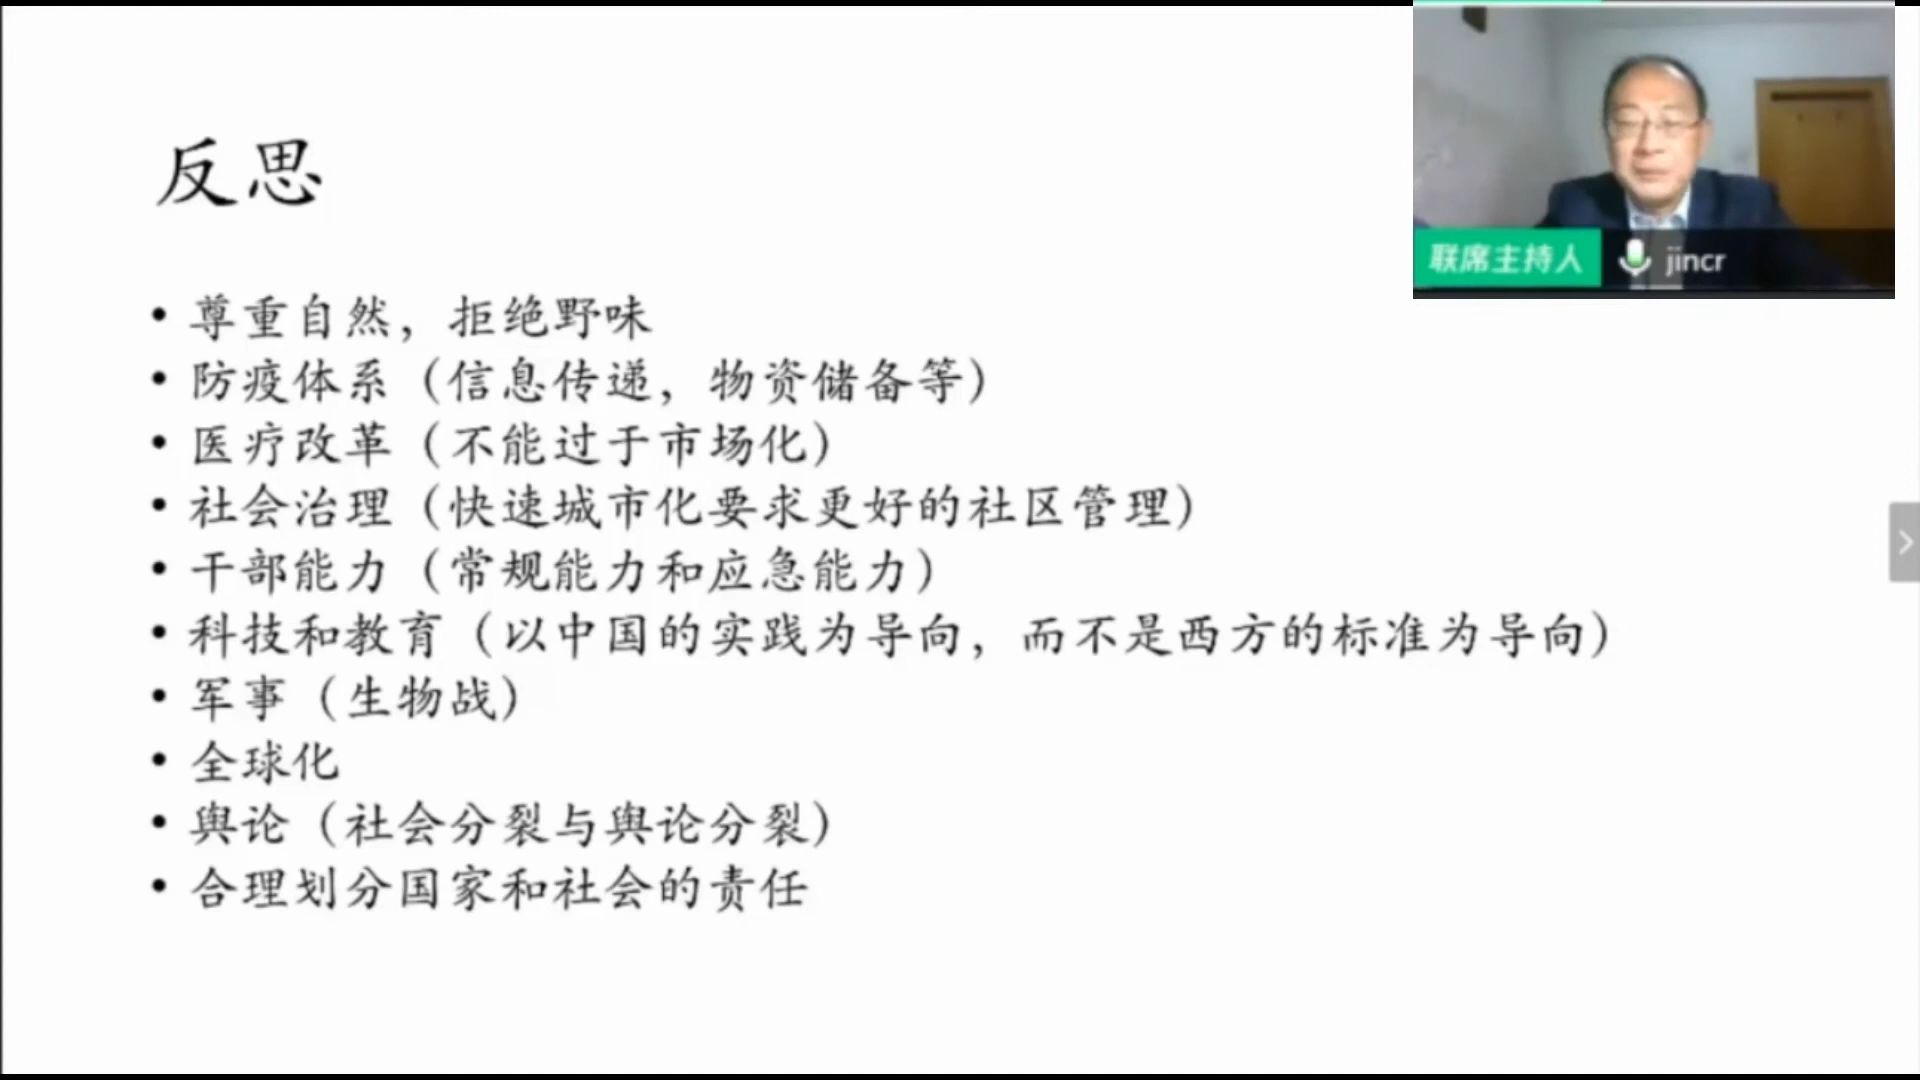 反思
• 尊重自然，拒绝野味
• 防疫体系（信息传递，物资储备等）
• 医疗改革（不能过于市场化）
• 社会治理（快速城市化要求更好的社区管理）
• 干部能力（常规能力和应急能力）
• 科技和教育（以中国的实践为导向，而不是西方的标准为导向）
• 军事（生物战）
• 全球化
• 舆论（社会分裂与舆论分裂）
• 合理划分国家和社会的责任
联席主持人 jincr